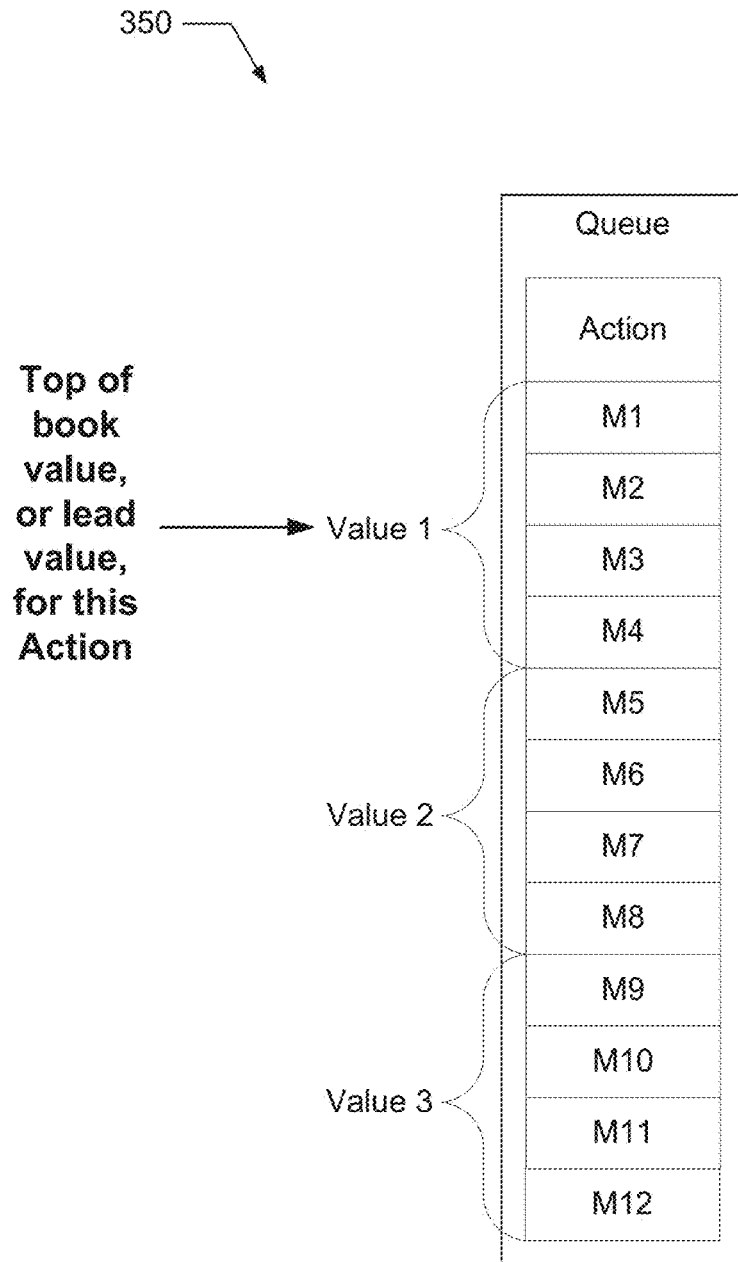 350
Queue
Action
Top of
book
value,
or lead
value,
for this
Action
Value 1
M1
M2
M3
M4
Value 2
M5
M6
M7
M8
Value 3
M9
M10
M11
M12